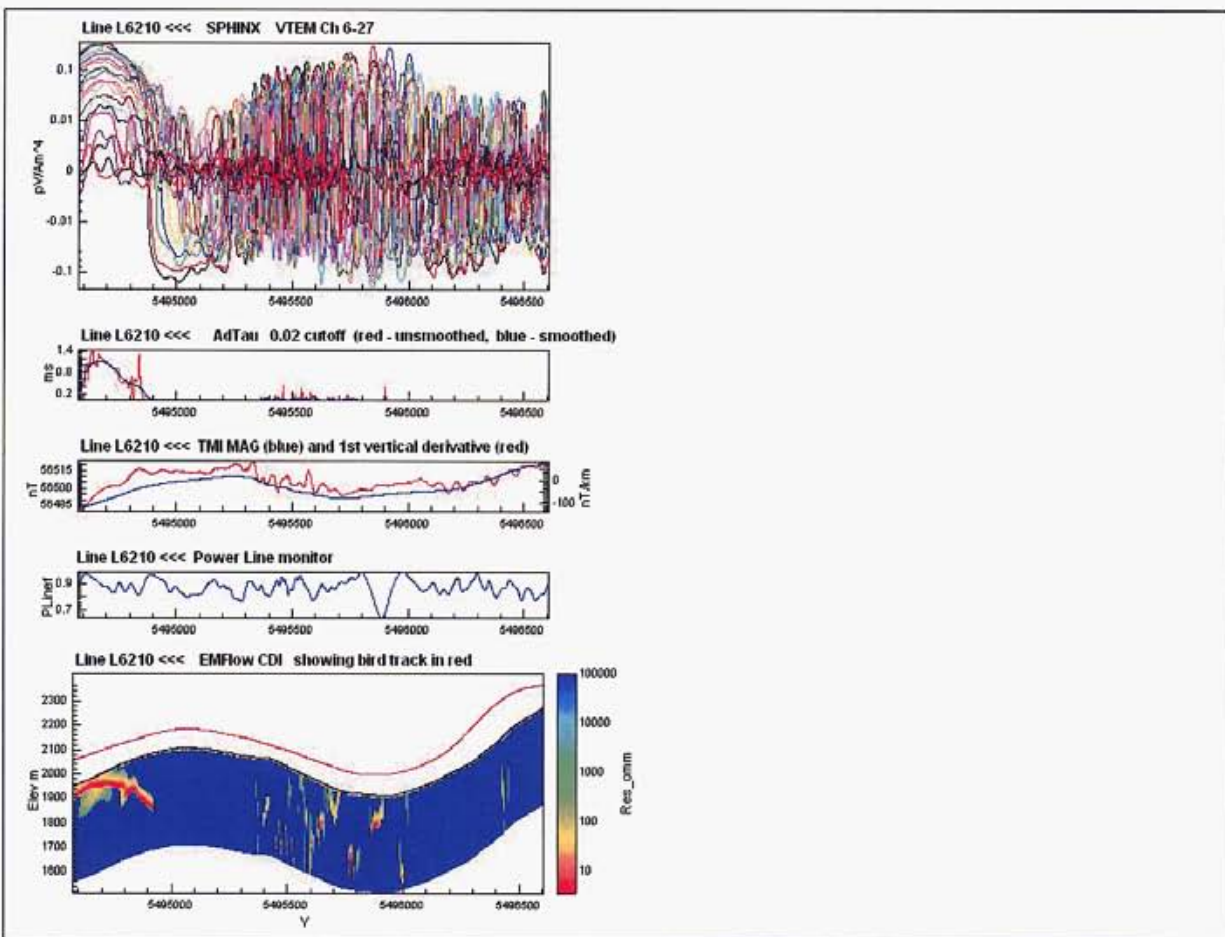 Line L6210 <<< SPHINX VTEM Ch 6-27
0.1
0.01
0
-0.01
-0.1
pV/Am^4
5495000 5495500 5496000 5496500
Line L6210 <<< AdTau 0.02 cutoff (red - unsmoothed, blue - smoothed)
1.4
0.8
0.2
ms
5495000 5495500 5496000 5496500
Line L6210 <<< TMI MAG (blue) and 1st vertical derivative (red)
56515
56500
56485
nT
0
-100
nT/km
5495000 5495500 5496000 5496500
Line L6210 <<< Power Line monitor
0.9
0.7
PLinef
5495000 5495500 5496000 5496500
Line L6210 <<< EMFlow CDI showing bird track in red
2300
2200
2100
2000
1900
1800
1700
1600
Elev m
5495000 5495500 5496000 5496500
Y
100000
10000
1000
100
10
Res_omm